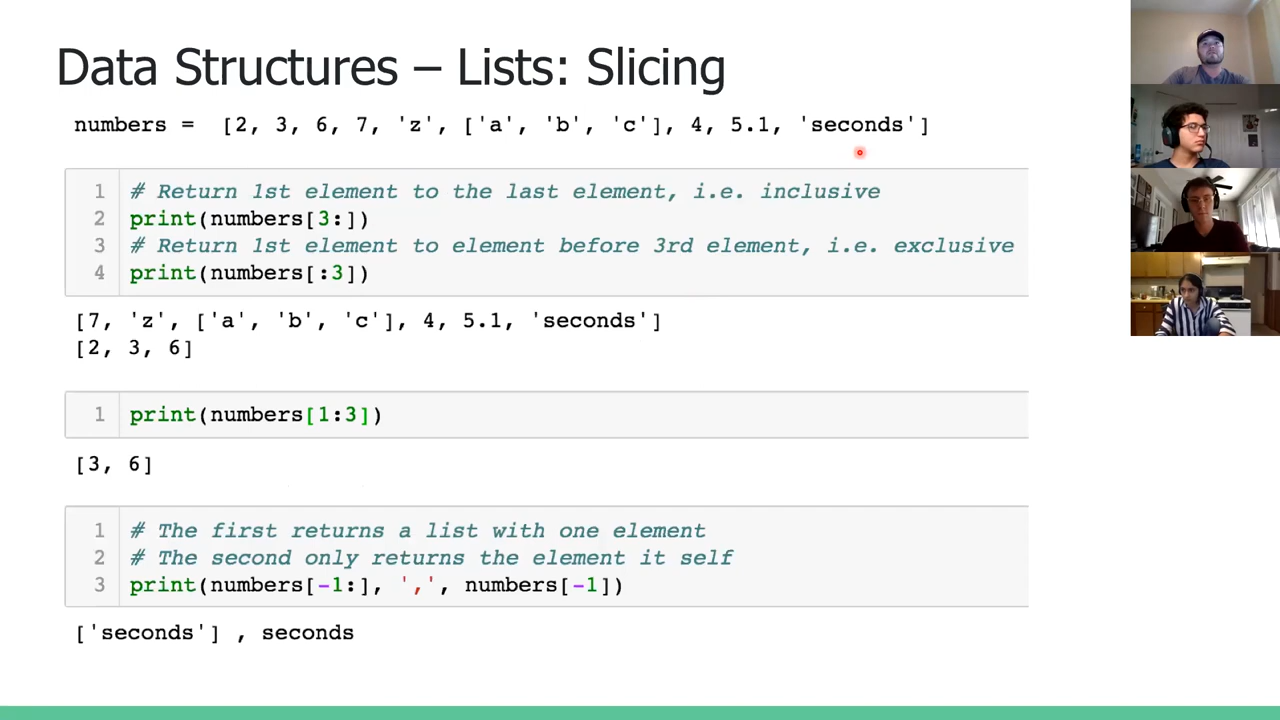 Data Structures – Lists: Slicing
numbers =  [2, 3, 6, 7, 'z', ['a', 'b', 'c'], 4, 5.1, 'seconds']
1 # Return 1st element to the last element, i.e. inclusive
2 print(numbers[3:])
3 # Return 1st element to element before 3rd element, i.e. exclusive
4 print(numbers[:3])
[7, 'z', ['a', 'b', 'c'], 4, 5.1, 'seconds']
[2, 3, 6]
1 print(numbers[1:3])
[3, 6]
1 # The first returns a list with one element
2 # The second only returns the element it self
3 print(numbers[-1:], ',', numbers[-1])
['seconds'] , seconds